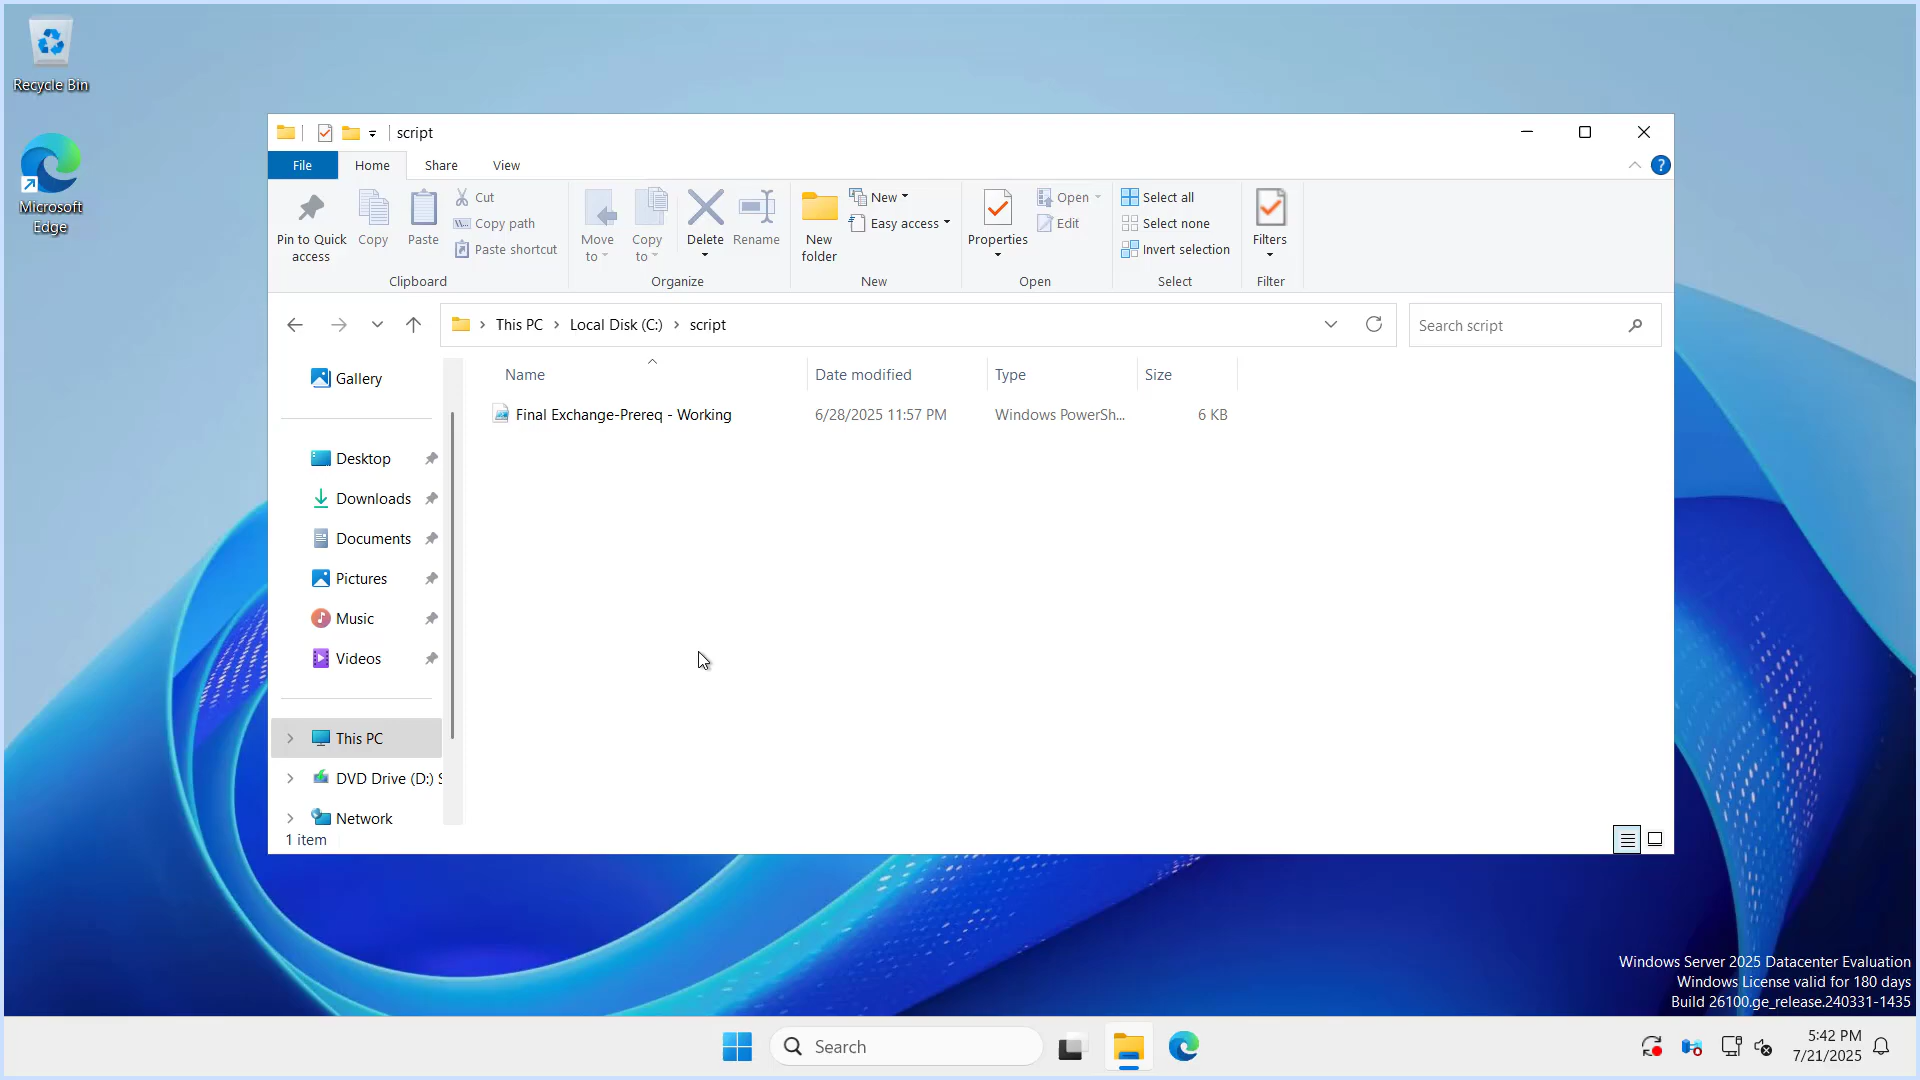 Recycle Bin
Microsoft
Edge
script
File
Home
Share
View
?
Pin to Quick
access
Copy
Paste
Cut
Copy path
Paste shortcut
Clipboard
Move
to
Copy
to
Delete
Rename
Organize
New
folder
New
Easy access
New
Properties
Open
Edit
Open
Select all
Select none
Invert selection
Select
Filters
Filter
This PC > Local Disk (C:) > script
Search script
Name
Date modified
Type
Size
Final Exchange-Prereq - Working
6/28/2025 11:57 PM
Windows PowerSh...
6 KB
Gallery
Desktop
Downloads
Documents
Pictures
Music
Videos
This PC
DVD Drive (D:) S
Network
1 item
Windows Server 2025 Datacenter Evaluation
Windows License valid for 180 days
Build 26100.ge_release.240331-1435
Search
5:42 PM
7/21/2025